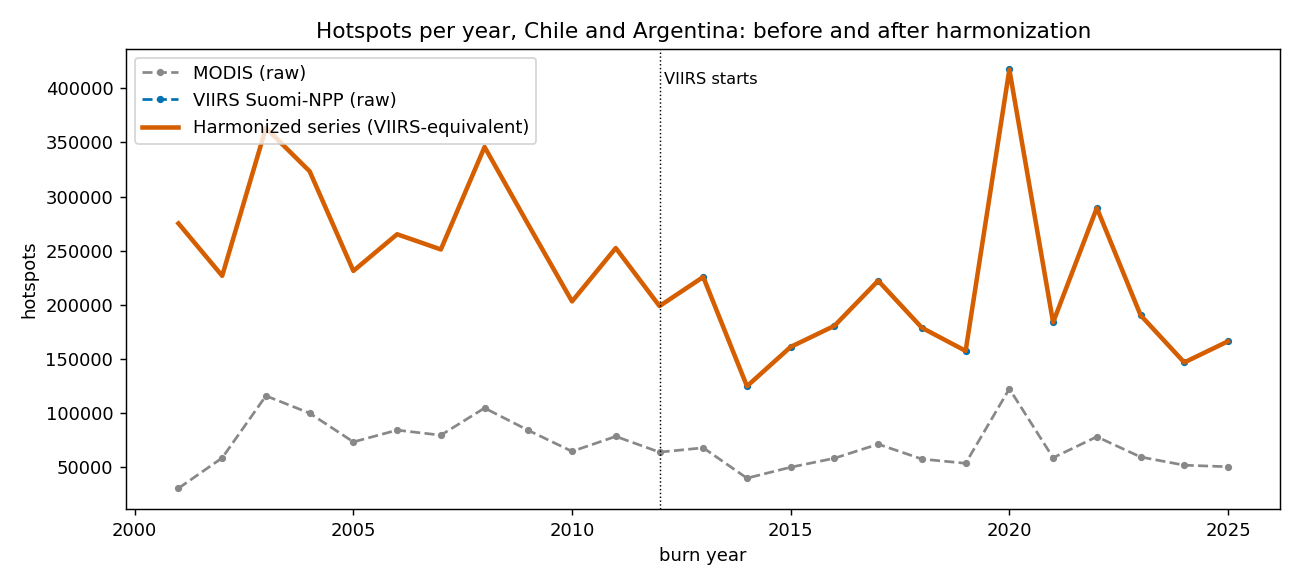 Hotspots per year, Chile and Argentina: before and after harmonization
MODIS (raw)
VIIRS Suomi-NPP (raw)
Harmonized series (VIIRS-equivalent)
VIIRS starts
hotspots
400000
350000
300000
250000
200000
150000
100000
50000
2000 2005 2010 2015 2020 2025
burn year